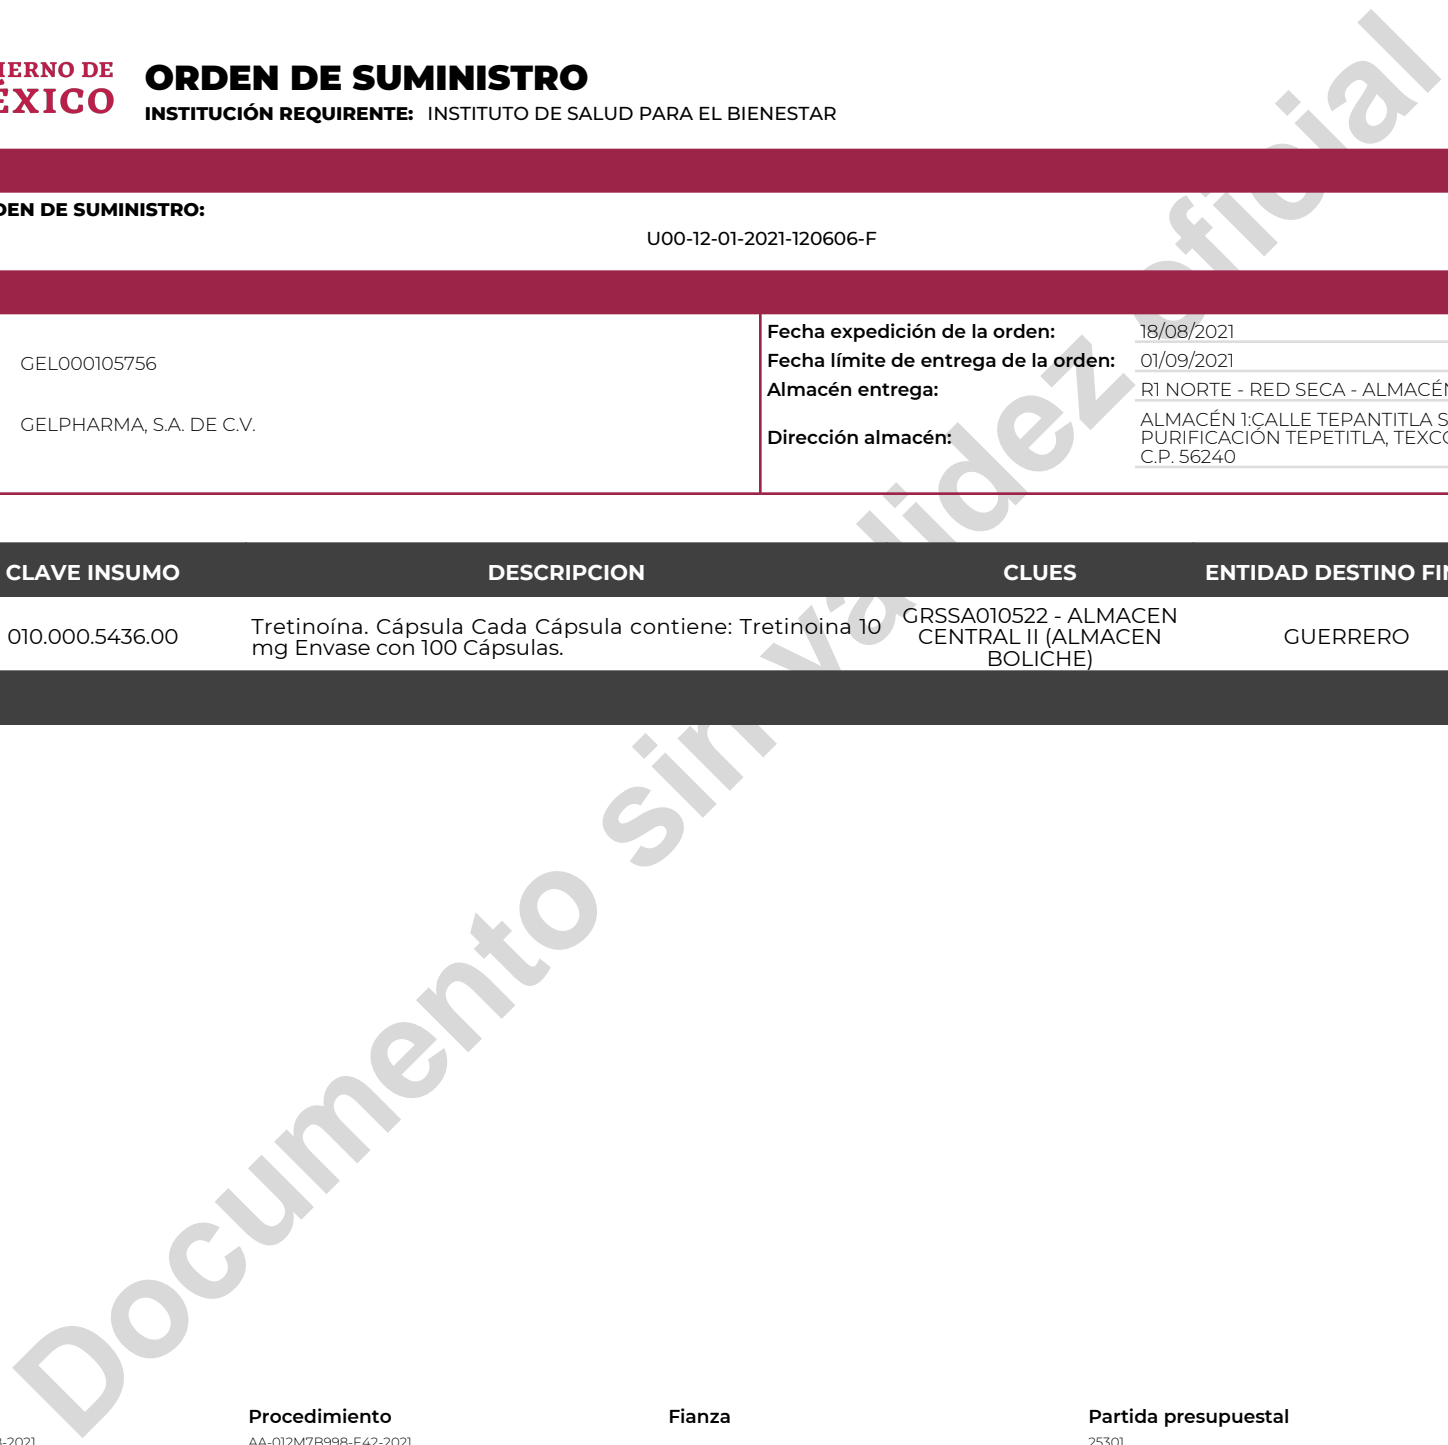 IERNO DE
ÉXICO
ORDEN DE SUMINISTRO
INSTITUCIÓN REQUIRENTE: INSTITUTO DE SALUD PARA EL BIENESTAR
DEN DE SUMINISTRO:
U00-12-01-2021-120606-F
GEL000105756
GELPHARMA, S.A. DE C.V.
Fecha expedición de la orden: 18/08/2021
Fecha límite de entrega de la orden: 01/09/2021
Almacén entrega: R1 NORTE - RED SECA - ALMACÉN
Dirección almacén:
ALMACÉN 1:CALLE TEPANTITLA S
PURIFICACIÓN TEPETITLA, TEXCO
C.P. 56240
CLAVE INSUMO DESCRIPCION CLUES ENTIDAD DESTINO FIN
010.000.5436.00
Tretinoína. Cápsula Cada Cápsula contiene: Tretinoina 10
mg Envase con 100 Cápsulas.
GRSSA010522 - ALMACEN
CENTRAL II (ALMACEN
BOLICHE)
GUERRERO
Documento sin validez oficial
Procedimiento Fianza Partida presupuestal
-2021 AA-012M7B998-E42-2021 25301